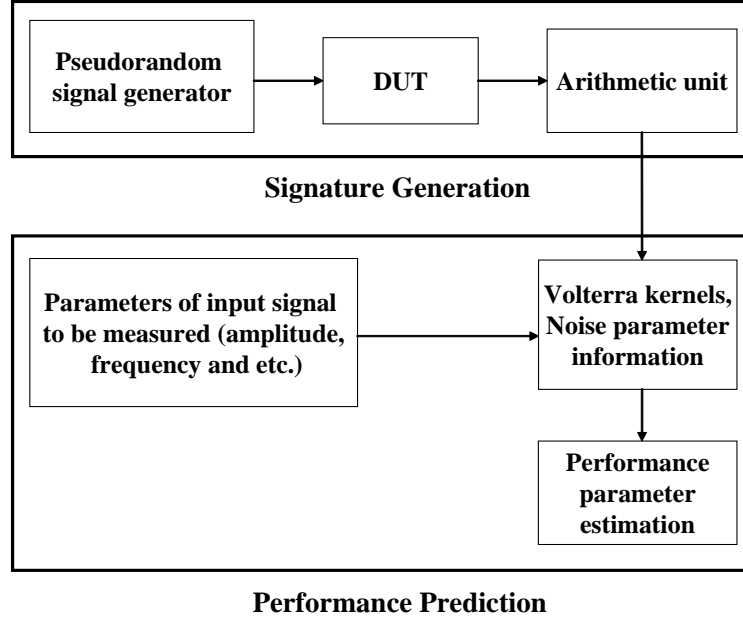 Pseudorandom
signal generator
DUT
Arithmetic unit
Signature Generation
Parameters of input signal
to be measured (amplitude,
frequency and etc.)
Volterra kernels,
Noise parameter
information
Performance
parameter
estimation
Performance Prediction